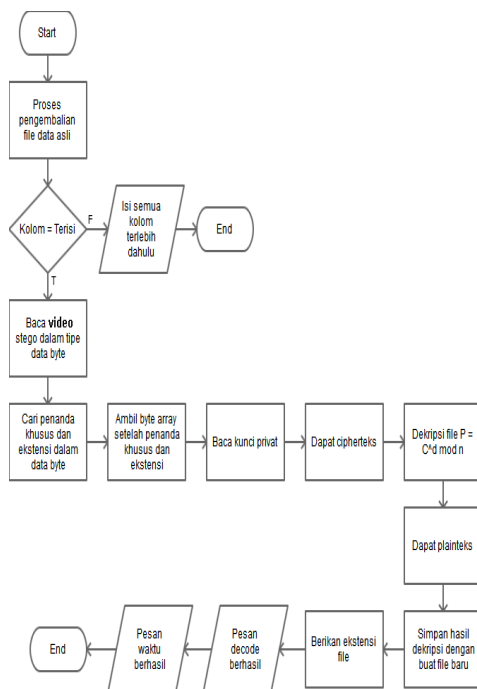 Start
Proses
pengembalian
file data asli
Kolom = Terisi
F
Isi semua
kolom
terlebih
dahulu
End
T
Baca video
stego dalam tipe
data byte
Cari penanda
khusus dan
ekstensi dalam
data byte
Ambil byte array
setelah penanda
khusus dan
ekstensi
Baca kunci privat
Dapat cipherteks
Dekripsi file P =
C^d mod n
Dapat plainteks
Simpan hasil
dekripsi dengan
buat file baru
Berikan ekstensi
file
Pesan
decode
berhasil
Pesan
waktu
berhasil
End